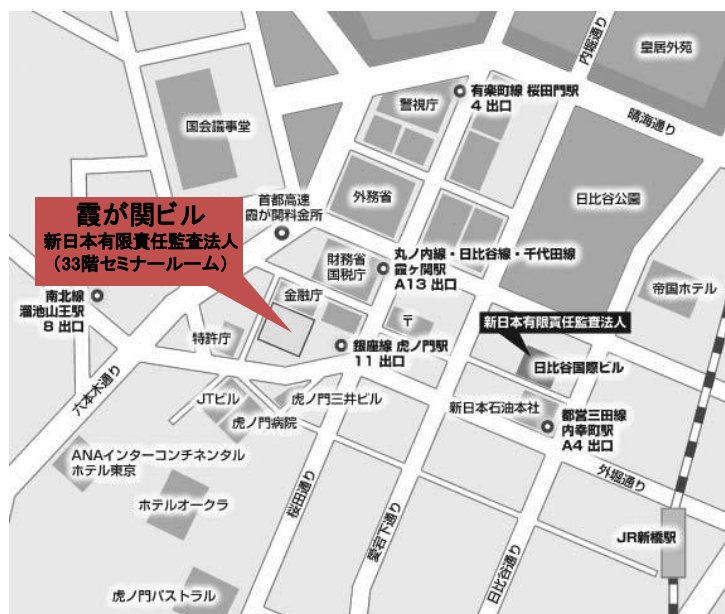 内堀通り
皇居外苑
有楽町線 桜田門駅
4 出口
警視庁
晴海通り
国会議事堂
外務省
日比谷公園
首都高速
霞が関料金所
霞が関ビル
新日本有限責任監査法人
(33階セミナールーム)
財務省
国税庁
丸ノ内線・日比谷線・千代田線
霞ヶ関駅
A13 出口
帝国ホテル
南北線
溜池山王駅
8 出口
金融庁
〒
新日本有限責任監査法人
特許庁
銀座線 虎ノ門駅
11 出口
日比谷国際ビル
六本木通り
JTビル
虎ノ門三井ビル
虎ノ門病院
新日本石油本社
都営三田線
内幸町駅
A4 出口
ANAインターコンチネンタル
ホテル東京
外堀通り
ホテルオークラ
桜田通り
愛宕下通り
日比谷通り
JR新橋駅
虎ノ門パストラル